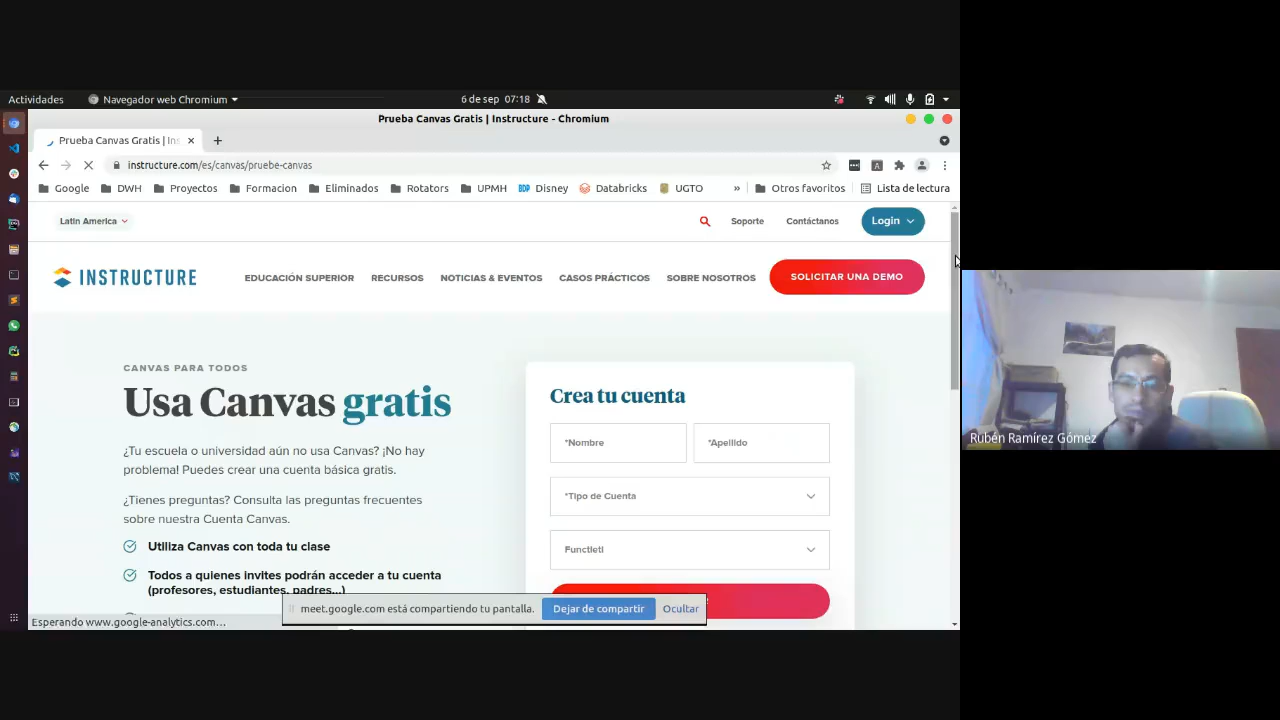 Actividades
Navegador web Chromium
6 de sep 07:18
Prueba Canvas Gratis | Instructure - Chromium
Prueba Canvas Gratis | Ins
instructure.com/es/canvas/pruebe-canvas
Google DWH Proyectos Formacion Eliminados Rotators UPMH Disney Databricks UGTO » Otros favoritos Lista de lectura
Latin America
Soporte Contáctanos Login
INSTRUCTURE
EDUCACIÓN SUPERIOR RECURSOS NOTICIAS & EVENTOS CASOS PRÁCTICOS SOBRE NOSOTROS SOLICITAR UNA DEMO
CANVAS PARA TODOS
Usa Canvas gratis
¿Tu escuela o universidad aún no usa Canvas? ¡No hay
problema! Puedes crear una cuenta básica gratis.
¿Tienes preguntas? Consulta las preguntas frecuentes
sobre nuestra Cuenta Canvas.
Utiliza Canvas con toda tu clase
Todos a quienes invites podrán acceder a tu cuenta
(profesores, estudiantes, padres...)
Crea tu cuenta
*Nombre
*Apellido
*Tipo de Cuenta
meet.google.com está compartiendo tu pantalla.
Dejar de compartir
Ocultar
Esperando www.google-analytics.com...
Rubén Ramírez Gómez